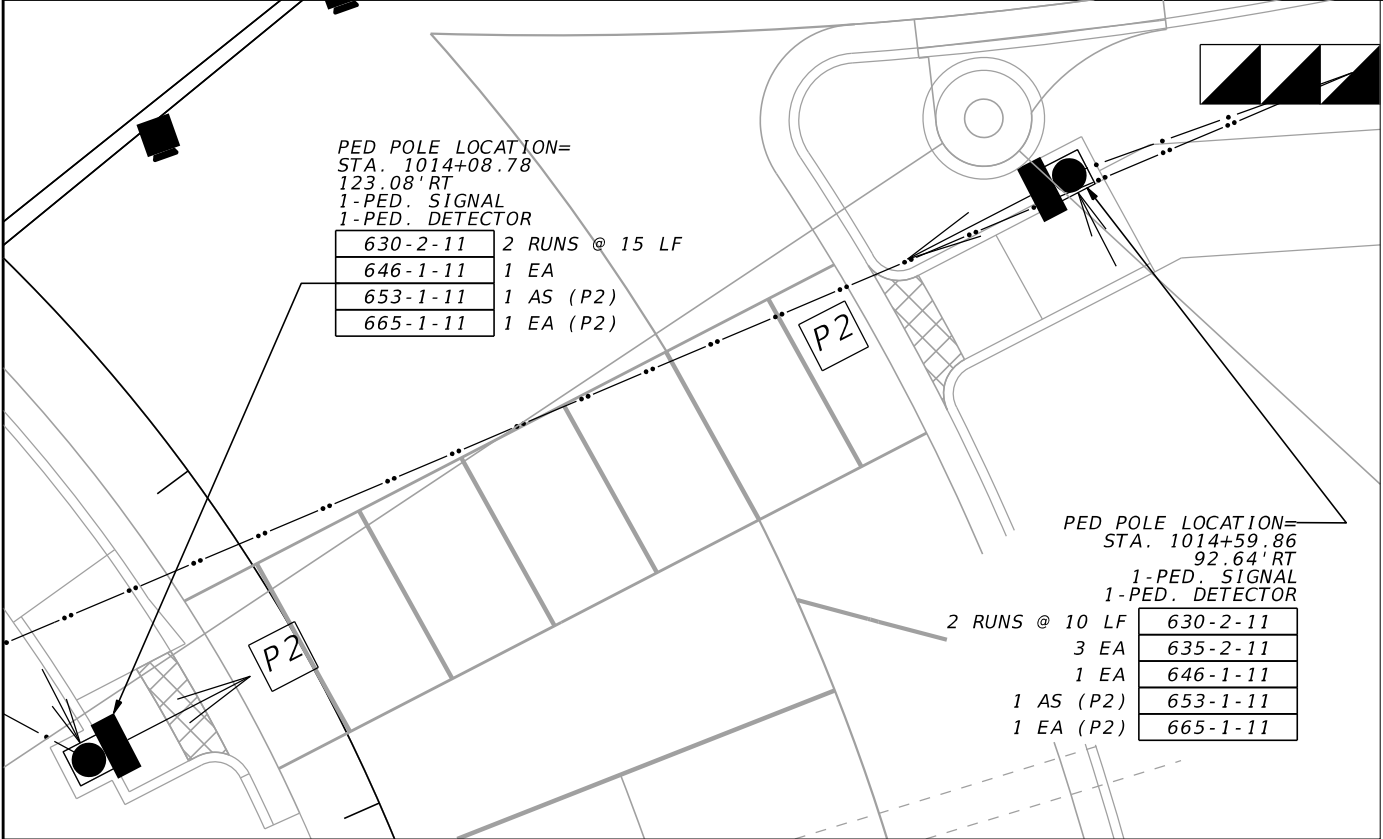 PED POLE LOCATION=
STA. 1014+08.78
123.08'RT
1-PED. SIGNAL
1-PED. DETECTOR
630-2-11 2 RUNS @ 15 LF
646-1-11 1 EA
653-1-11 1 AS (P2)
665-1-11 1 EA (P2)
P2
P2
PED POLE LOCATION=
STA. 1014+59.86
92.64'RT
1-PED. SIGNAL
1-PED. DETECTOR
2 RUNS @ 10 LF 630-2-11
3 EA 635-2-11
1 EA 646-1-11
1 AS (P2) 653-1-11
1 EA (P2) 665-1-11